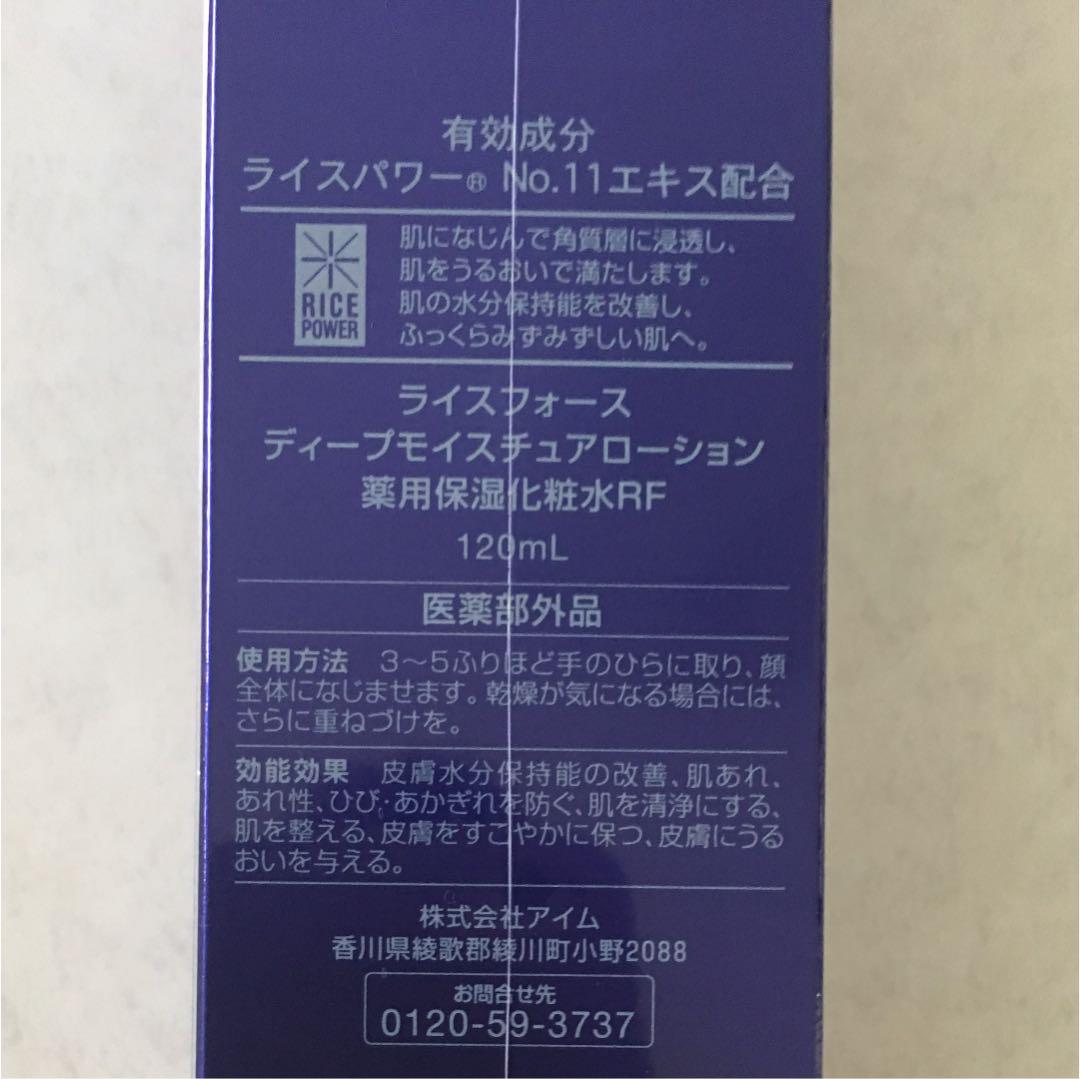 有効成分
ライスパワー® No.11エキス配合
RICE
POWER
肌になじんで角質層に浸透し、
肌をうるおいで満たします。
肌の水分保持能を改善し、
ふっくらみずみずしい肌へ。
ライスフォース
ディープモイスチュアローション
薬用保湿化粧水RF
120mL
医薬部外品
使用方法 3〜5ふりほど手のひらに取り、顔
全体になじませます。乾燥が気になる場合には、
さらに重ねづけを。
効能効果 皮膚水分保持能の改善、肌あれ、
あれ性、ひび・あかぎれを防ぐ、肌を清浄にする、
肌を整える、皮膚をすこやかに保つ、皮膚にうる
おいを与える。
株式会社アイム
香川県綾歌郡綾川町小野2088
お問合せ先
0120-59-3737